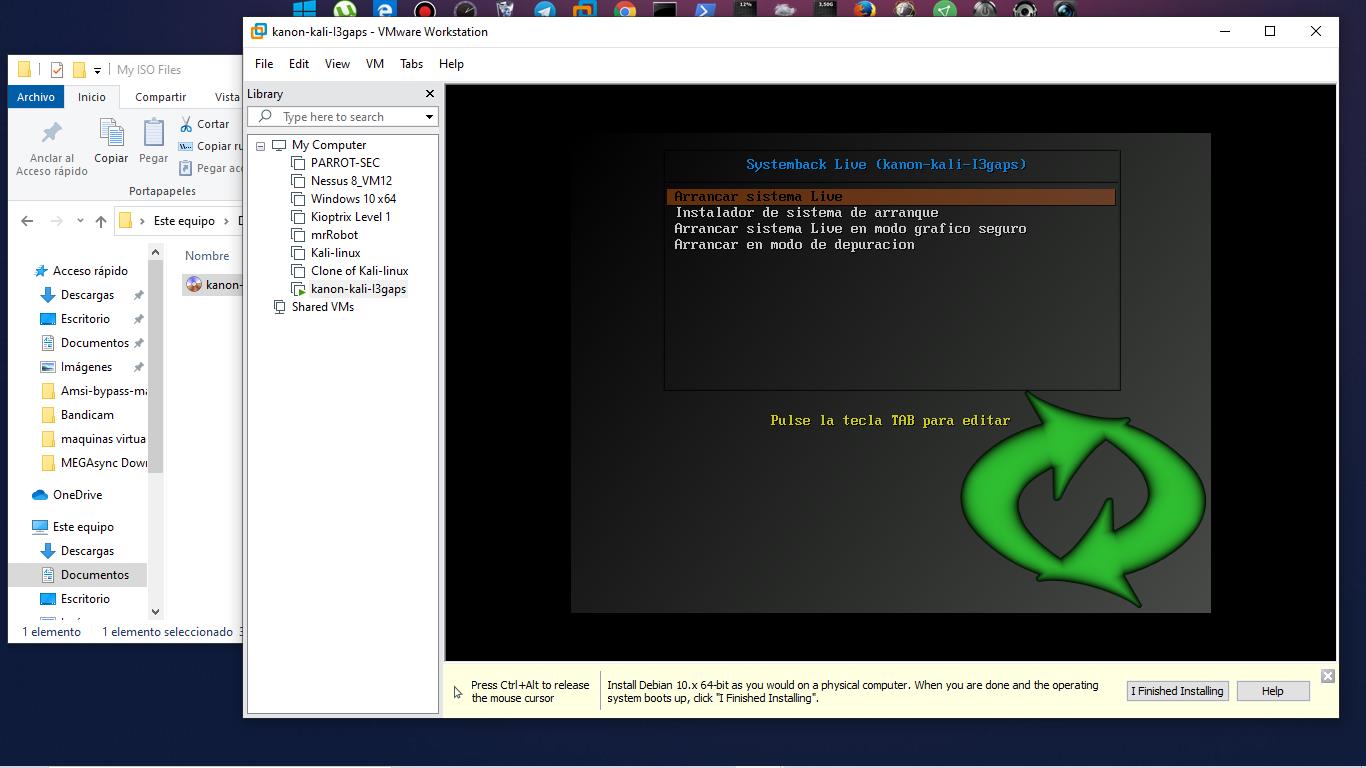 12%
3,50G
kanon-kali-l3gaps - VMware Workstation
File Edit View VM Tabs Help
My ISO Files
Archivo Inicio Compartir Vista
Anclar al
Acceso rápido
Copiar
Pegar
Cortar
Copiar ru
Pegar acc
Portapapeles
Este equipo
Nombre
kanon-
Acceso rápido
Descargas
Escritorio
Documentos
Imágenes
Amsi-bypass-ma
Bandicam
maquinas virtua
MEGAsync Down
OneDrive
Este equipo
Descargas
Documentos
Escritorio
1 elemento 1 elemento seleccionado 3
Library
Type here to search
My Computer
PARROT-SEC
Nessus 8_VM12
Windows 10 x64
Kioptrix Level 1
mrRobot
Kali-linux
Clone of Kali-linux
kanon-kali-l3gaps
Shared VMs
Systemback Live (kanon-kali-I3gaps)
Arrancar sistema Live
Instalador de sistema de arranque
Arrancar sistema Live en modo grafico seguro
Arrancar en modo de depuracion
Pulse la tecla TAB para editar
Press Ctrl+Alt to release
the mouse cursor
Install Debian 10.x 64-bit as you would on a physical computer. When you are done and the operating
system boots up, click "I Finished Installing".
I Finished Installing
Help